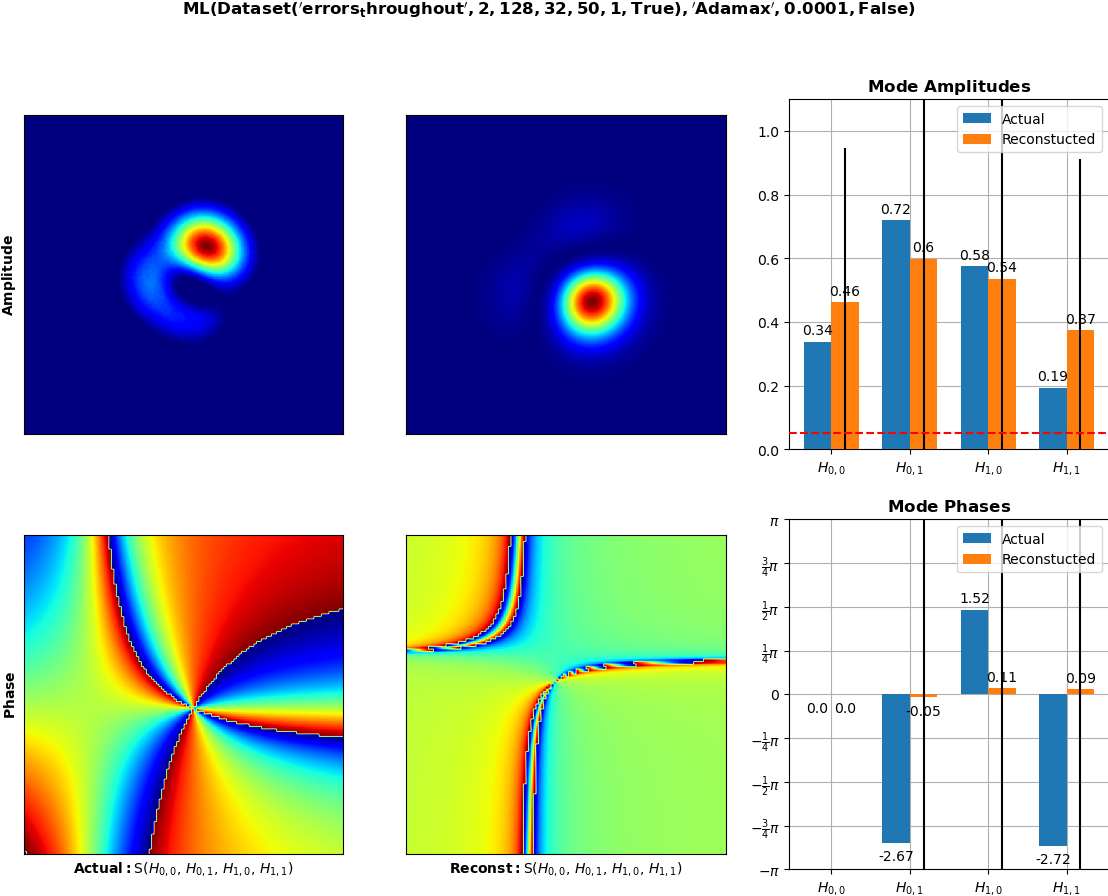 ML(Dataset('errors_throughout', 2, 128, 32, 50, 1, True), 'Adamax', 0.0001, False)
Amplitude
Mode Amplitudes
Actual
Reconstucted
1.0
0.8
0.6
0.4
0.2
0.0
0.34
0.46
0.72
0.6
0.58
0.54
0.19
0.37
H0,0
H0,1
H1,0
H1,1
Phase
Actual: S(H0,0, H0,1, H1,0, H1,1)
Reconst: S(H0,0, H0,1, H1,0, H1,1)
Mode Phases
Actual
Reconstucted
π
3/4π
1/2π
1/4π
0
−1/4π
−1/2π
−3/4π
−π
0.0
0.0
-2.67
-0.05
1.52
0.11
-2.72
0.09
H0,0
H0,1
H1,0
H1,1